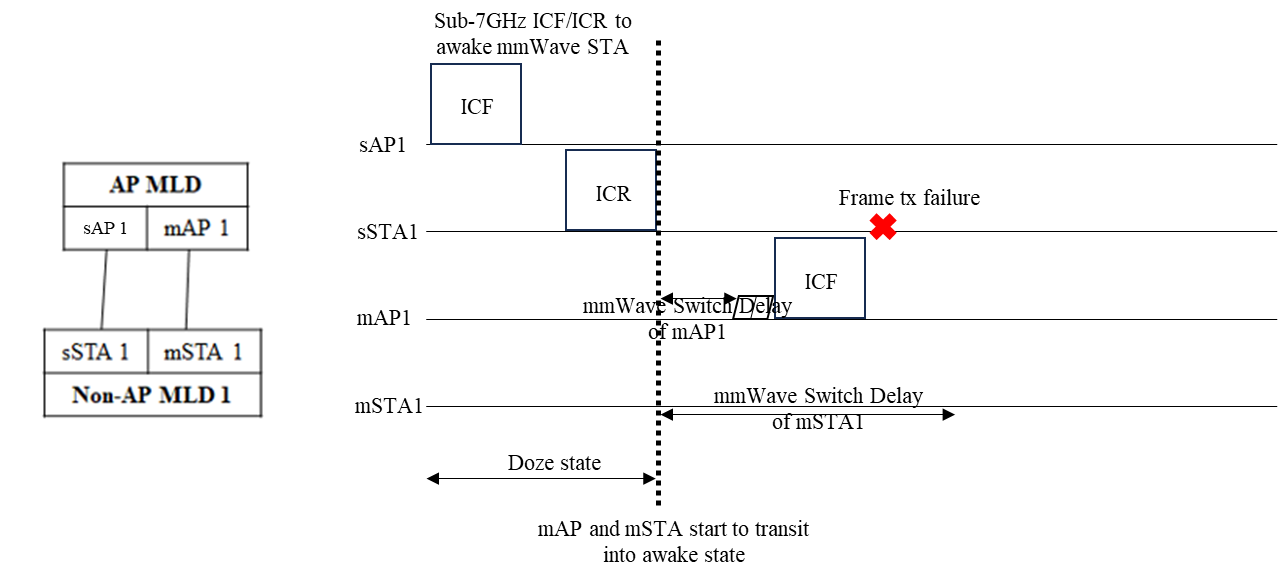 Sub-7GHz ICF/ICR to
awake mmWave STA
ICF
sAP1
ICR
Frame tx failure
sSTA1
ICF
mmWave Switch Delay
of mAP1
mAP1
mmWave Switch Delay
of mSTA1
mSTA1
Doze state
mAP and mSTA start to transit
into awake state
AP MLD
sAP 1
mAP 1
sSTA 1
mSTA 1
Non-AP MLD 1